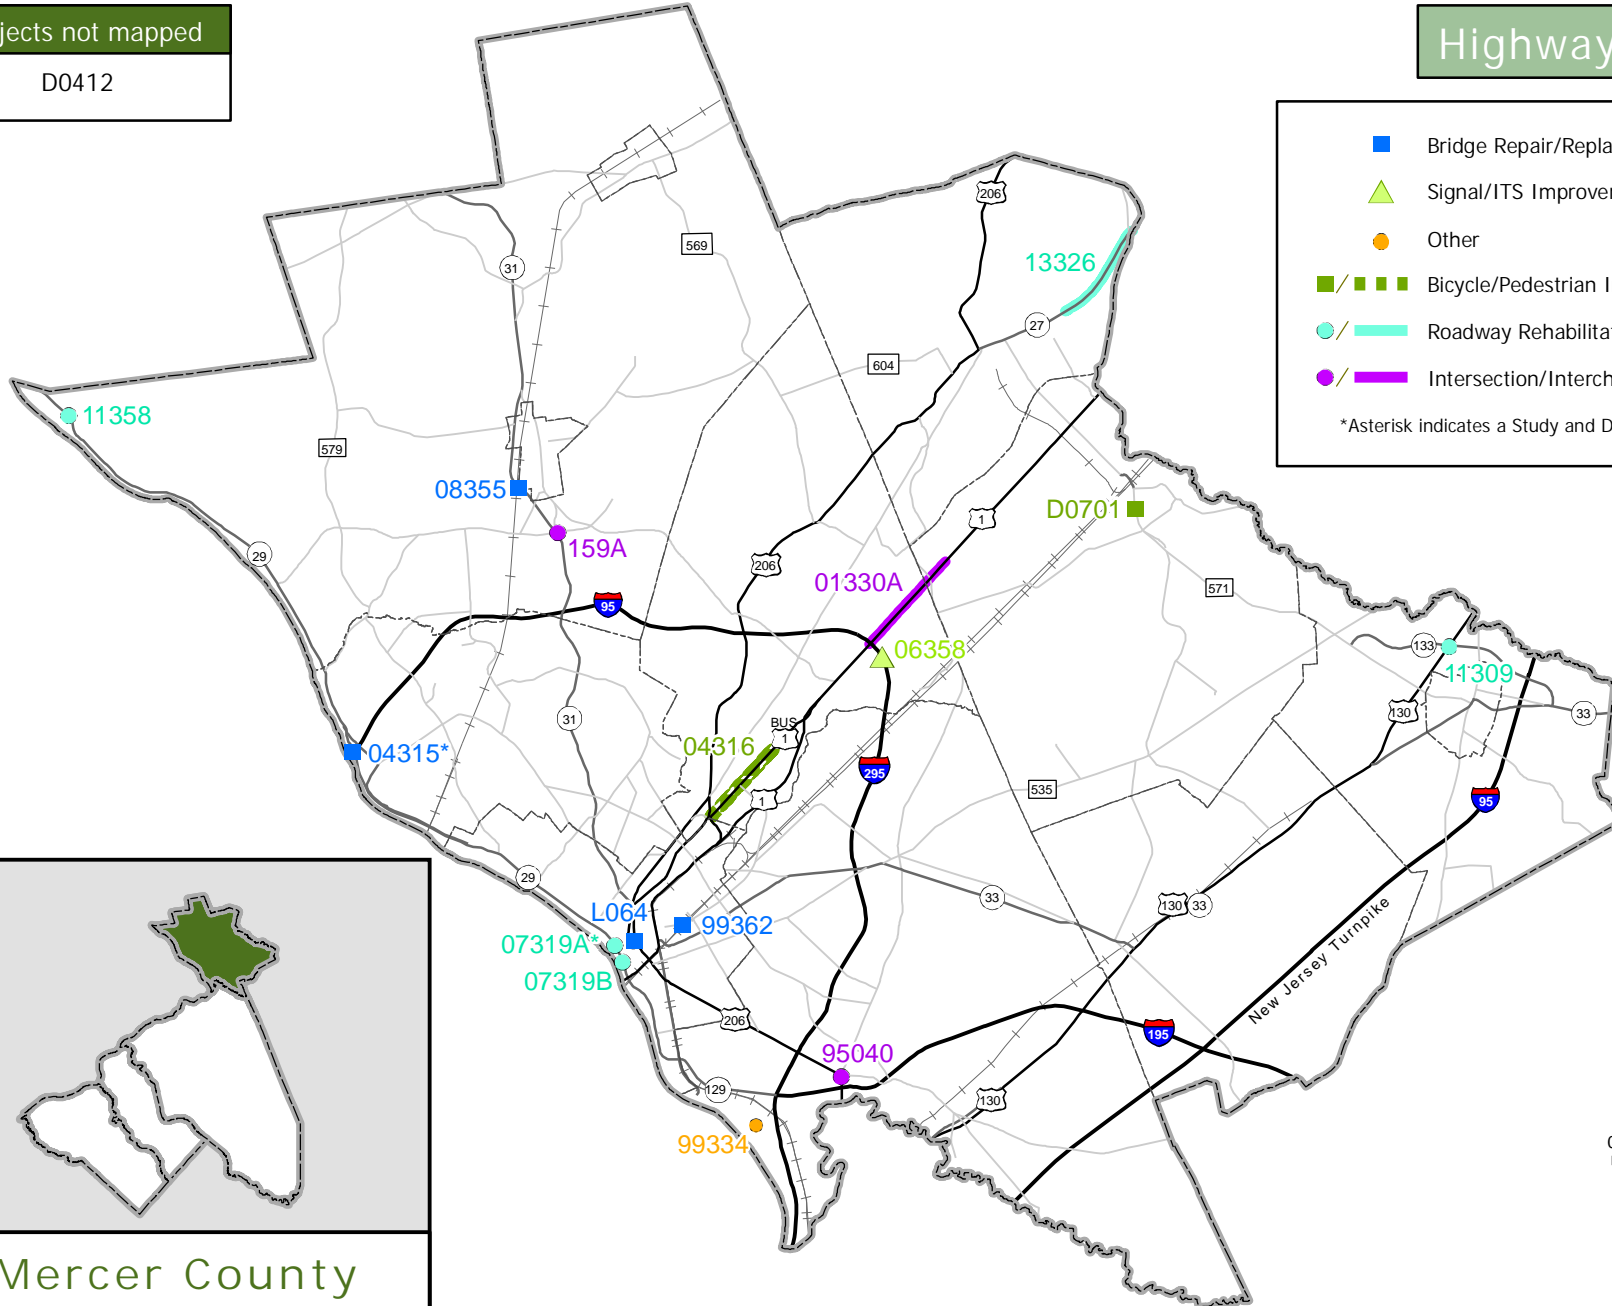 jects not mapped
D0412
Highway
Bridge Repair/Repla
Signal/ITS Improve
Other
Bicycle/Pedestrian I
Roadway Rehabilita
Intersection/Interch
*Asterisk indicates a Study and D
206
13326
569
31
27
604
11358
579
08355
D0701
1
159A
29
206
01330A
571
95
06358
133
11309
130
33
31
BUS
1
04316
04315*
295
535
1
95
29
33
130
33
L064
99362
07319A*
07319B
New Jersey Turnpike
206
195
95040
129
130
99334
Mercer County